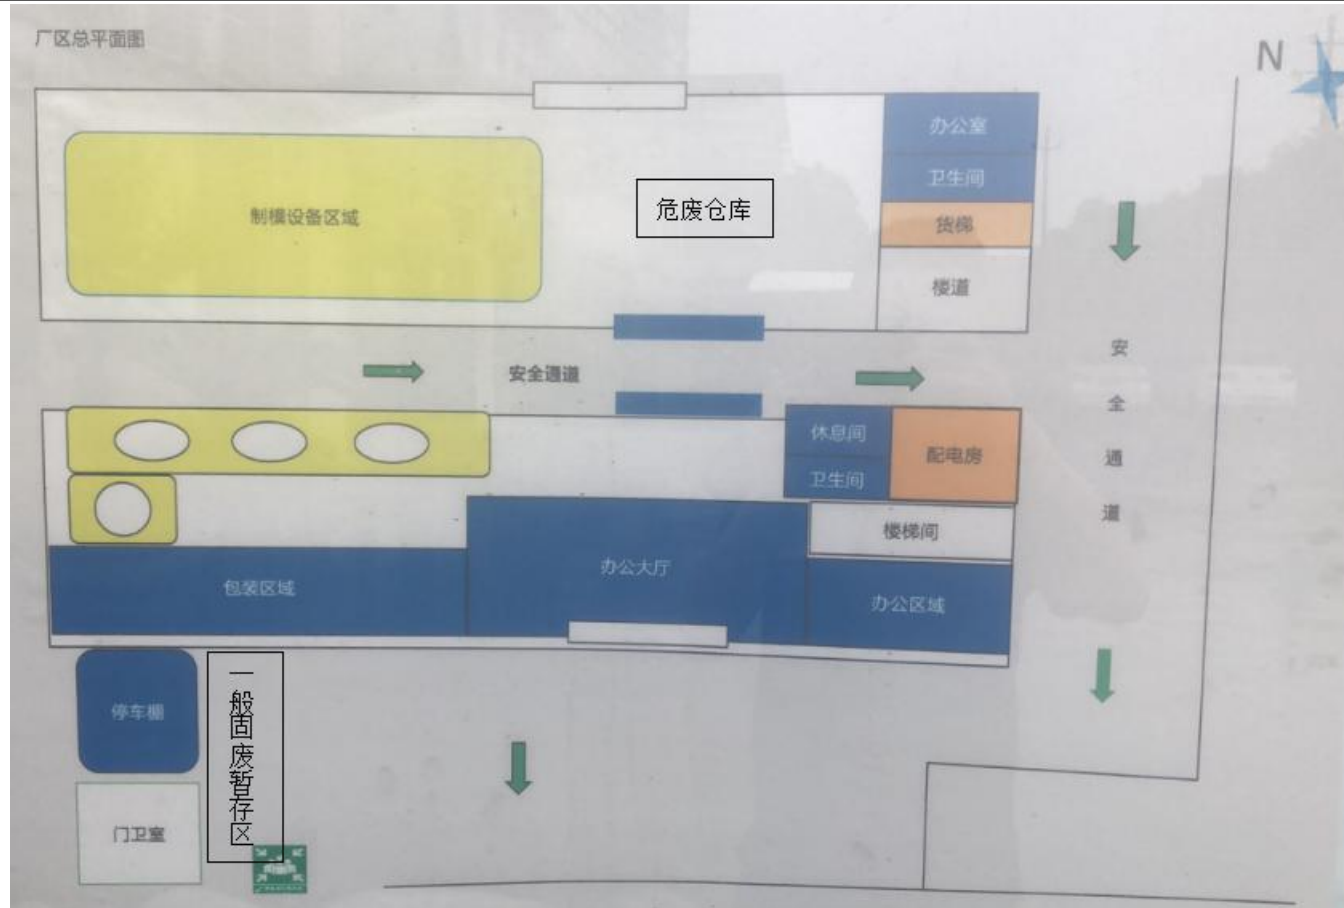 厂区总平面图
N
办公室
卫生间
货梯
楼道
制模设备区域
危废仓库
安全通道
安全通道
休息间
卫生间
配电房
楼梯间
包装区域
办公大厅
办公区域
停车棚
一般固废暂存区
门卫室